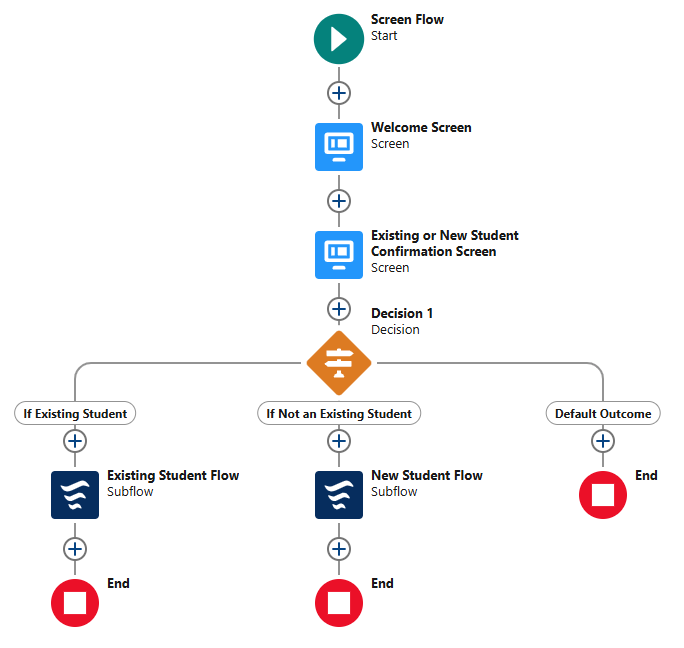 Screen Flow
Start
Welcome Screen
Screen
Existing or New Student
Confirmation Screen
Screen
Decision 1
Decision
If Existing Student
If Not an Existing Student
Default Outcome
Existing Student Flow
Subflow
New Student Flow
Subflow
End
End
End